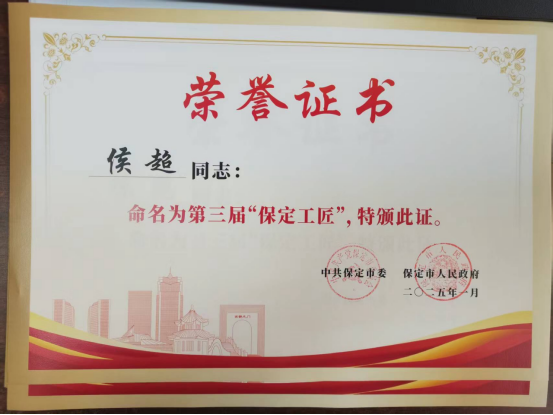 荣誉证书
侯超 同志：
命名为第三届“保定工匠”，特颁此证。
中共保定市委 保定市人民政府
二〇二五年一月